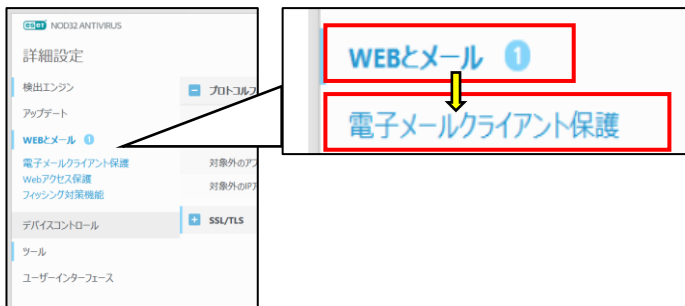 eset NOD32 ANTIVIRUS
詳細設定
検出エンジン
アップデート
WEBとメール 1
電子メールクライアント保護
Webアクセス保護
フィッシング対策機能
デバイスコントロール
ツール
ユーザーインターフェース
プロトコルフ
対象外のアプ
対象外のIPア
SSL/TLS
WEBとメール 1
電子メールクライアント保護